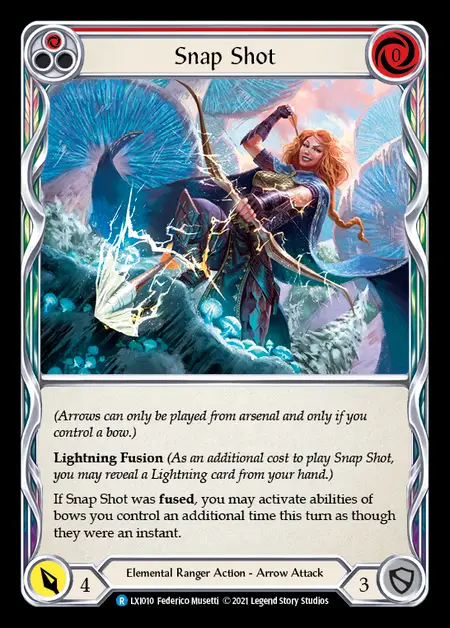 Snap Shot
0
(Arrows can only be played from arsenal and only if you
control a bow.)
Lightning Fusion (As an additional cost to play Snap Shot,
you may reveal a Lightning card from your hand.)
If Snap Shot was fused, you may activate abilities of
bows you control an additional time this turn as though
they were an instant.
4
Elemental Ranger Action - Arrow Attack
3
R LXI010 Federico Musetti © 2021 Legend Story Studios